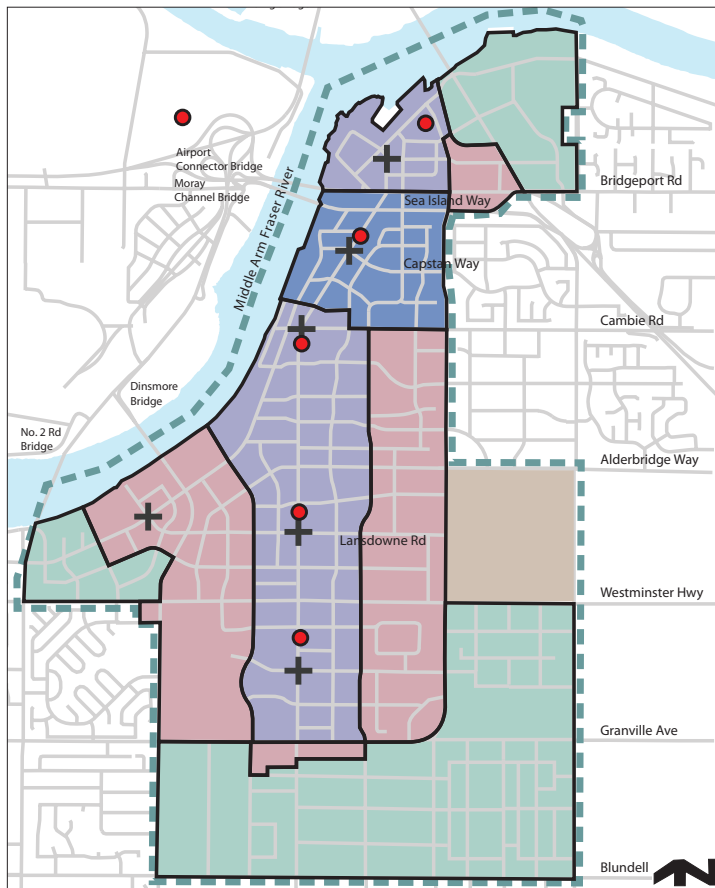 Airport
Connector Bridge
Moray
Channel Bridge
Middle Arm Fraser River
Bridgeport Rd
Sea Island Way
Capstan Way
Cambie Rd
Dinsmore
Bridge
No. 2 Rd
Bridge
Alderbridge Way
Lansdowne Rd
Westminster Hwy
Granville Ave
Blundell
N